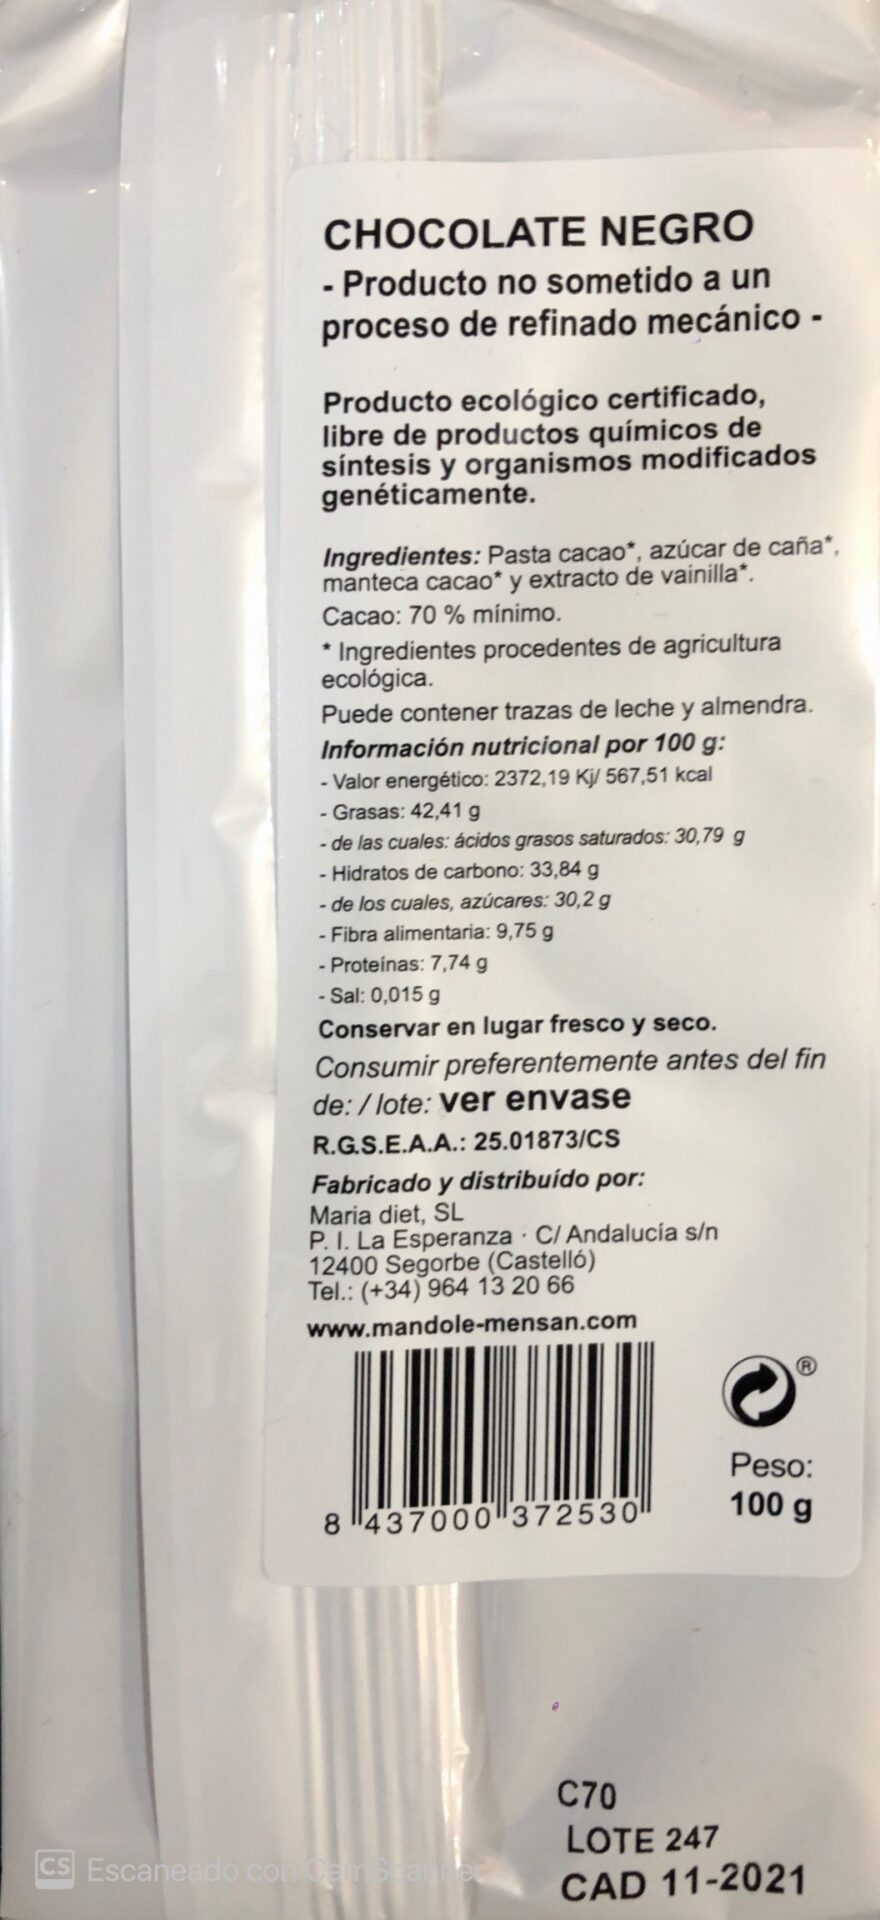 CHOCOLATE NEGRO
- Producto no sometido a un
proceso de refinado mecánico -
Producto ecológico certificado,
libre de productos químicos de
síntesis y organismos modificados
genéticamente.
Ingredientes: Pasta cacao*, azúcar de caña*,
manteca cacao* y extracto de vainilla*.
Cacao: 70 % mínimo.
* Ingredientes procedentes de agricultura
ecológica.
Puede contener trazas de leche y almendra.
Información nutricional por 100 g:
- Valor energético: 2372,19 Kj/ 567,51 kcal
- Grasas: 42,41 g
- de las cuales: ácidos grasos saturados: 30,79 g
- Hidratos de carbono: 33,84 g
- de los cuales, azúcares: 30,2 g
- Fibra alimentaria: 9,75 g
- Proteínas: 7,74 g
- Sal: 0,015 g
Conservar en lugar fresco y seco.
Consumir preferentemente antes del fin
de: / lote: ver envase
R.G.S.E.A.A.: 25.01873/CS
Fabricado y distribuído por:
Maria diet, SL
P. I. La Esperanza · C/ Andalucía s/n
12400 Segorbe (Castelló)
Tel.: (+34) 964 13 20 66
www.mandole-mensan.com
®
Peso:
100 g
8 437000 372530
C70
LOTE 247
CAD 11-2021
CS Escaneado con CamScanner